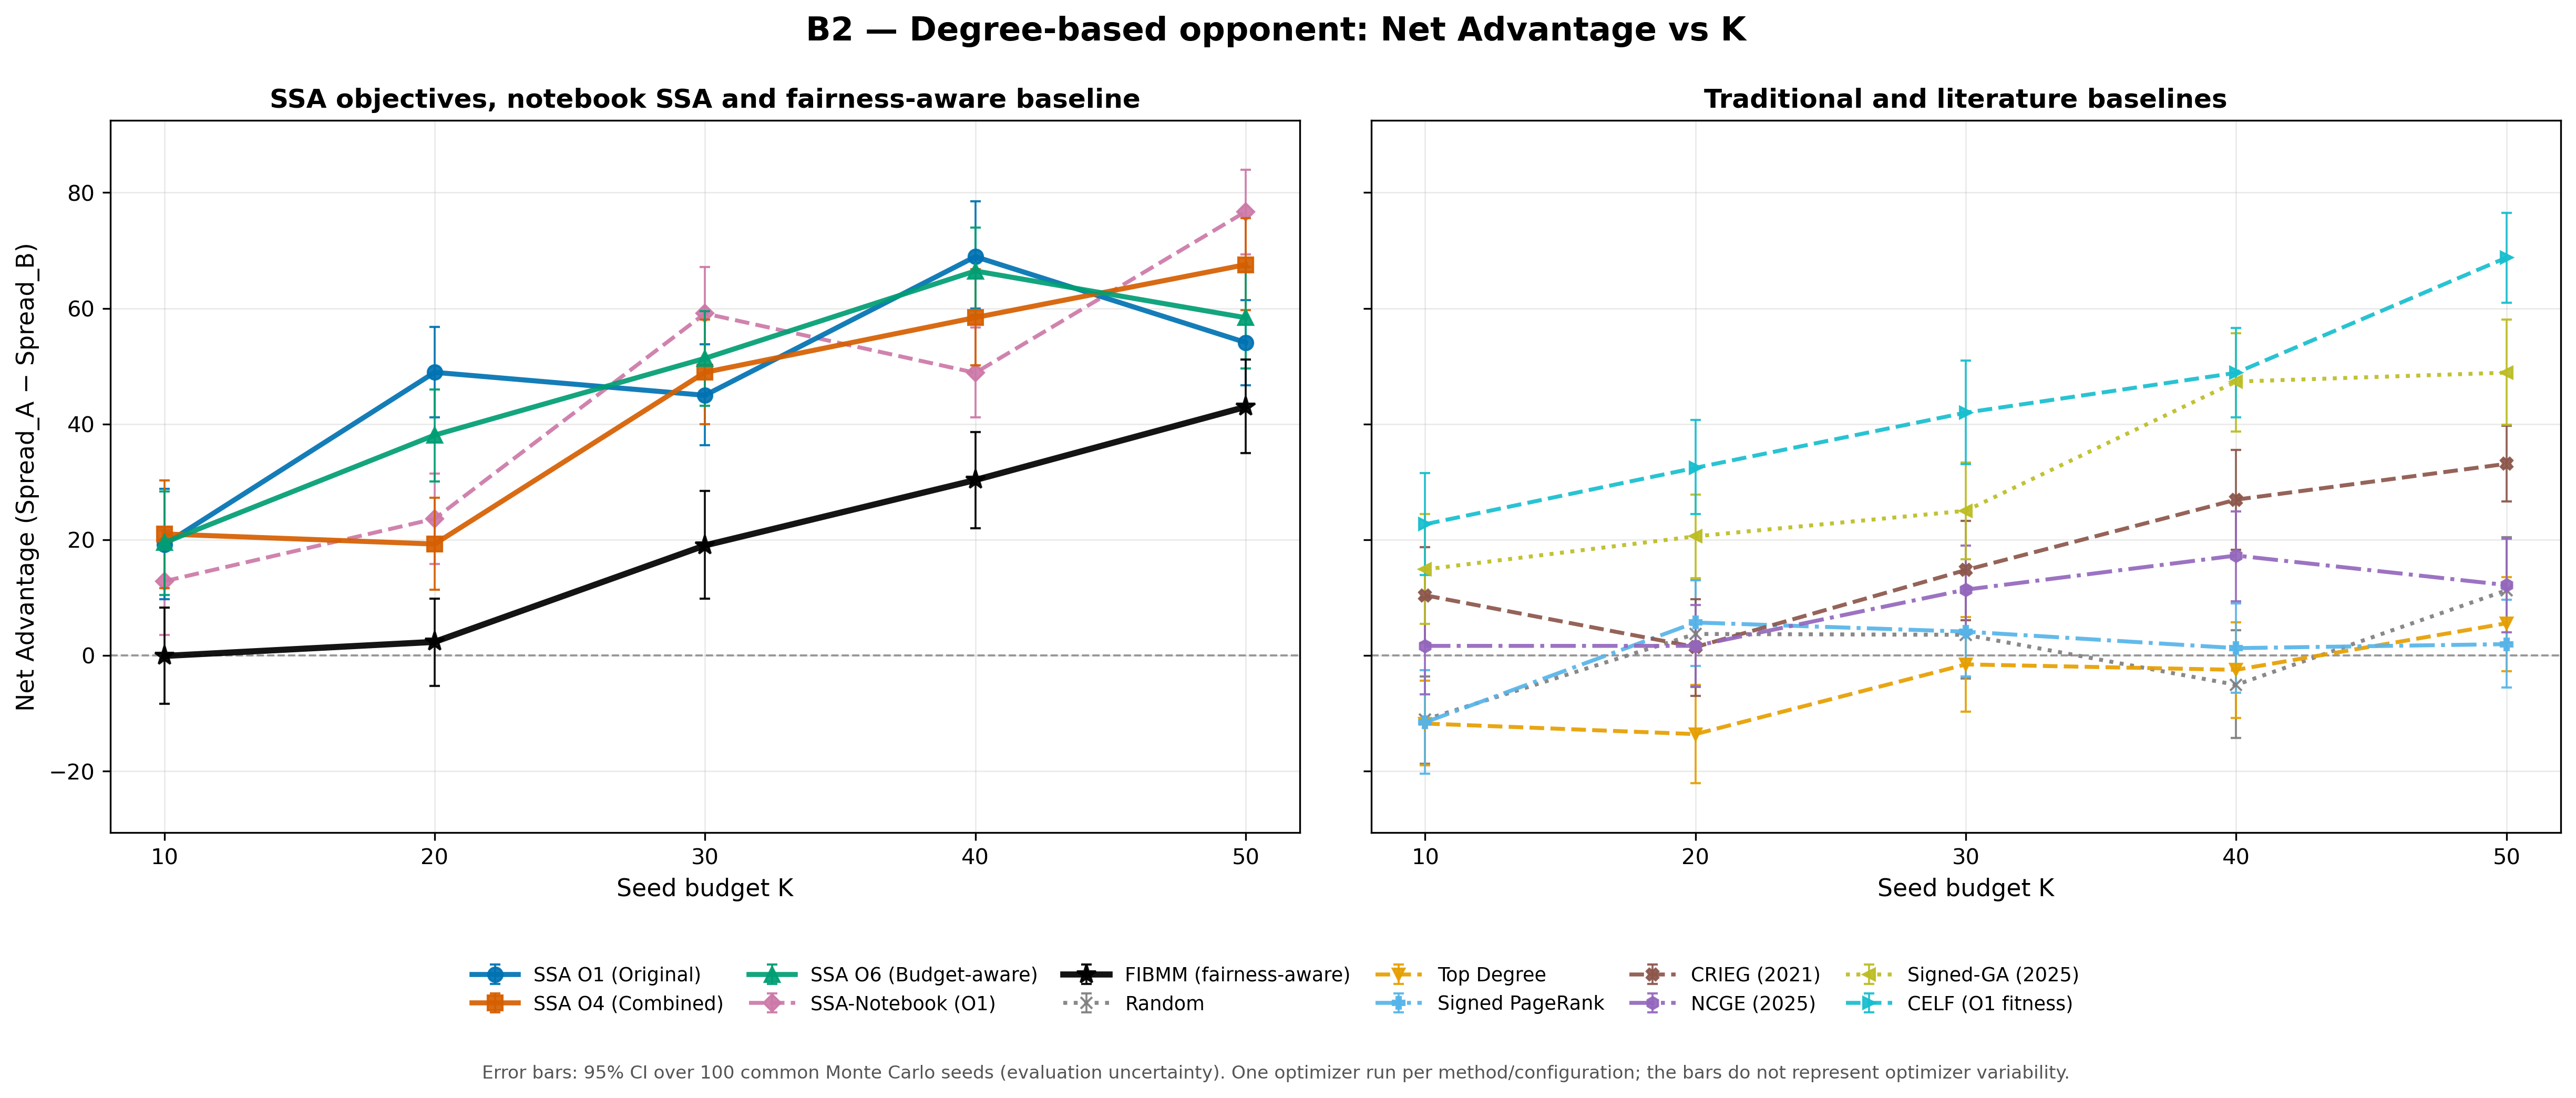 B2 — Degree-based opponent: Net Advantage vs K
SSA objectives, notebook SSA and fairness-aware baseline
Net Advantage (Spread_A − Spread_B)
80
60
40
20
0
−20
10
20
30
40
50
Seed budget K
Traditional and literature baselines
10
20
30
40
50
Seed budget K
SSA O1 (Original)
SSA O4 (Combined)
SSA O6 (Budget-aware)
SSA-Notebook (O1)
FIBMM (fairness-aware)
Random
Top Degree
Signed PageRank
CRIEG (2021)
NCGE (2025)
Signed-GA (2025)
CELF (O1 fitness)
Error bars: 95% CI over 100 common Monte Carlo seeds (evaluation uncertainty). One optimizer run per method/configuration; the bars do not represent optimizer variability.